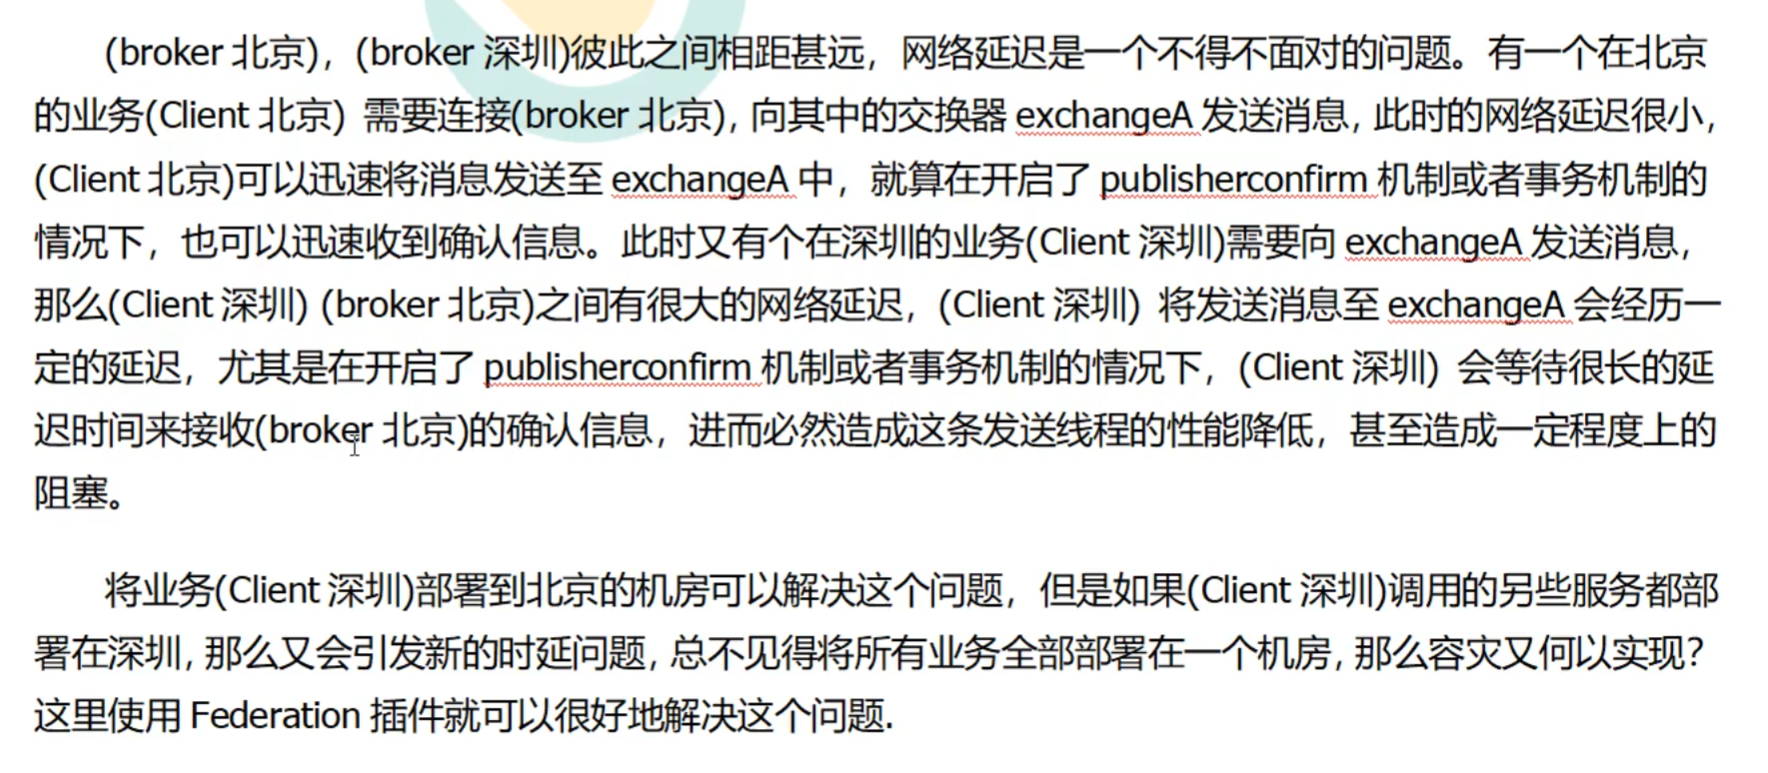 (broker 北京)，(broker 深圳)彼此之间相距甚远，网络延迟是一个不得不面对的问题。有一个在北京
的业务(Client 北京) 需要连接(broker 北京)，向其中的交换器 exchangeA 发送消息，此时的网络延迟很小，
(Client 北京)可以迅速将消息发送至 exchangeA 中，就算在开启了 publisherconfirm 机制或者事务机制的
情况下，也可以迅速收到确认信息。此时又有个在深圳的业务(Client 深圳)需要向 exchangeA 发送消息，
那么(Client 深圳) (broker 北京)之间有很大的网络延迟，(Client 深圳) 将发送消息至 exchangeA 会经历一
定的延迟，尤其是在开启了 publisherconfirm 机制或者事务机制的情况下，(Client 深圳) 会等待很长的延
迟时间来接收(broker 北京)的确认信息，进而必然造成这条发送线程的性能降低，甚至造成一定程度上的
阻塞。
将业务(Client 深圳)部署到北京的机房可以解决这个问题，但是如果(Client 深圳)调用的另些服务都部
署在深圳，那么又会引发新的时延问题，总不见得将所有业务全部部署在一个机房，那么容灾又何以实现？
这里使用 Federation 插件就可以很好地解决这个问题.